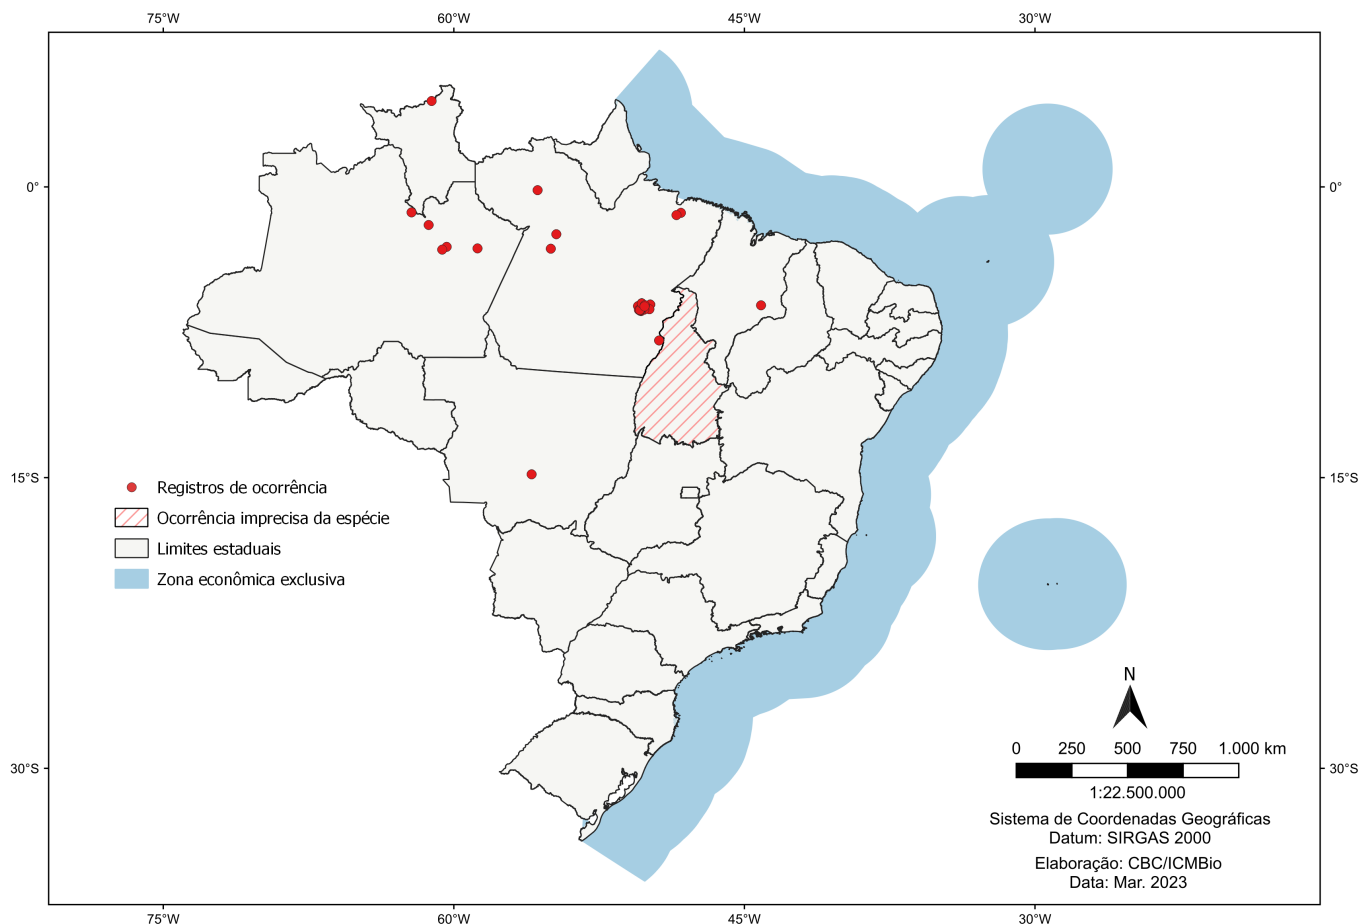 75°W 60°W 45°W 30°W
0° 0°
15°S 15°S
Registros de ocorrência
Ocorrência imprecisa da espécie
Limites estaduais
Zona econômica exclusiva
N
0 250 500 750 1.000 km
30°S 30°S
1:22.500.000
Sistema de Coordenadas Geográficas
Datum: SIRGAS 2000
Elaboração: CBC/ICMBio
Data: Mar. 2023
75°W 60°W 45°W 30°W